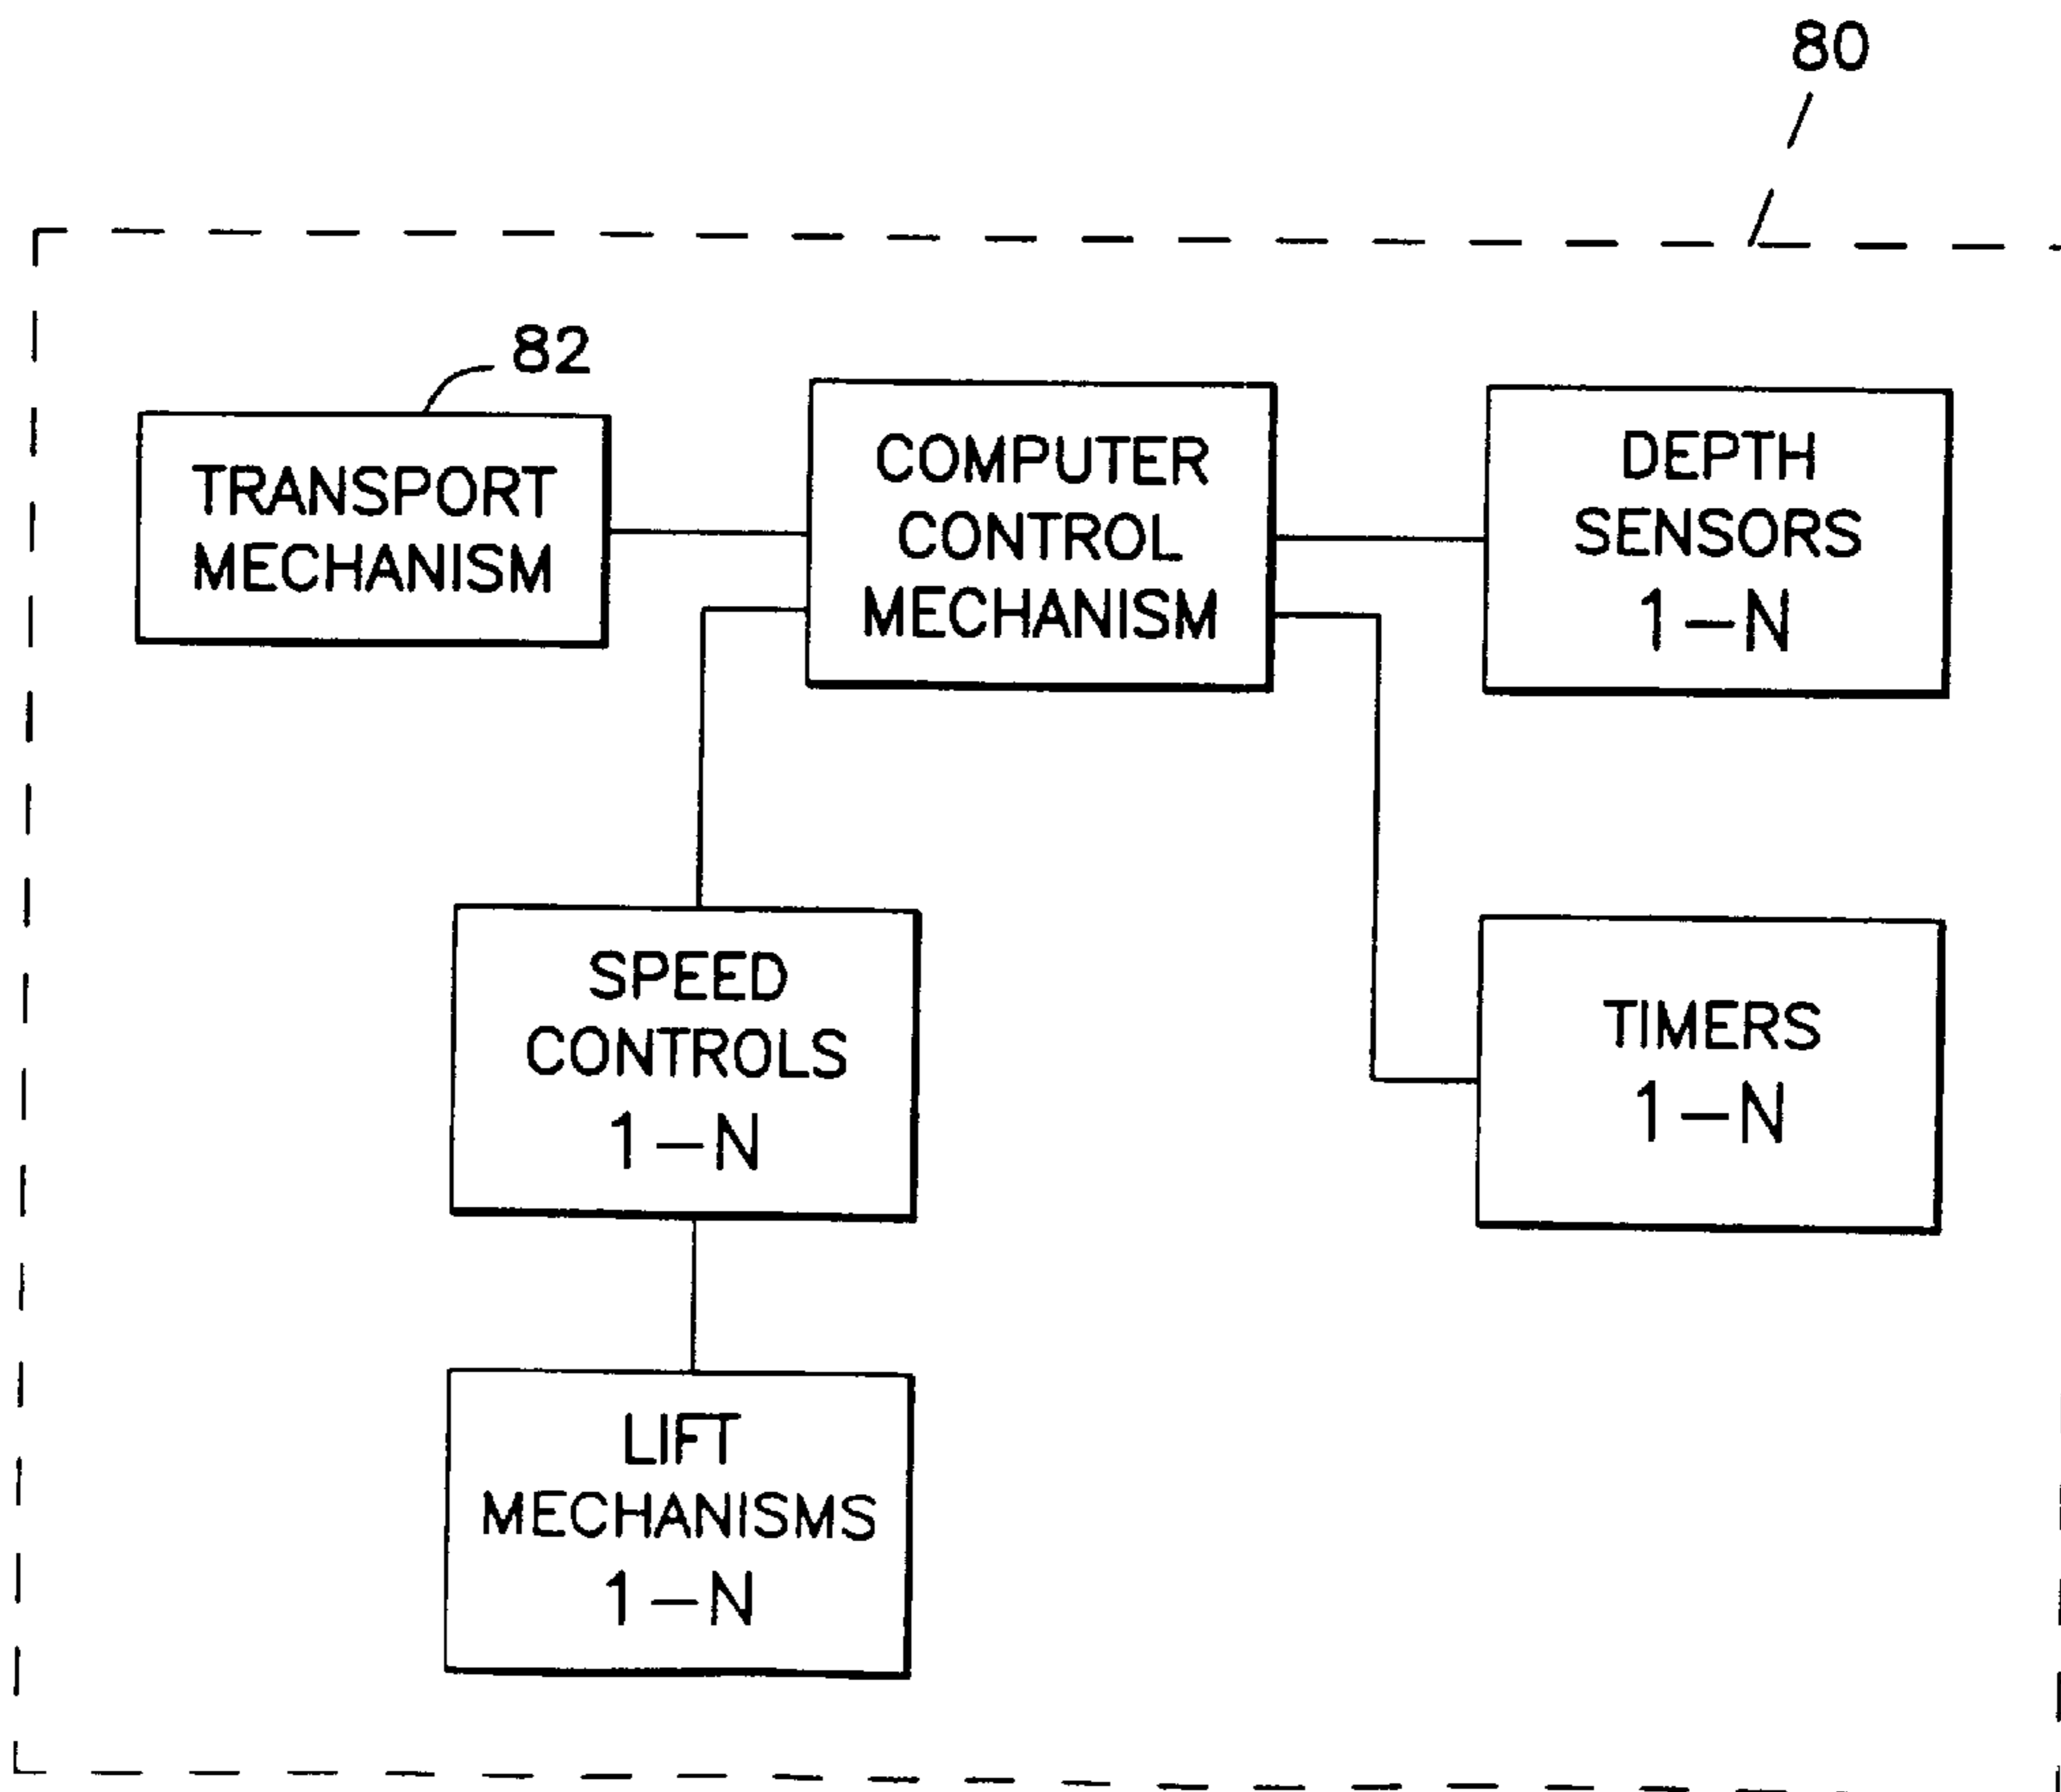 80
82
TRANSPORT
MECHANISM
COMPUTER
CONTROL
MECHANISM
DEPTH
SENSORS
1-N
SPEED
CONTROLS
1-N
TIMERS
1-N
LIFT
MECHANISMS
1-N